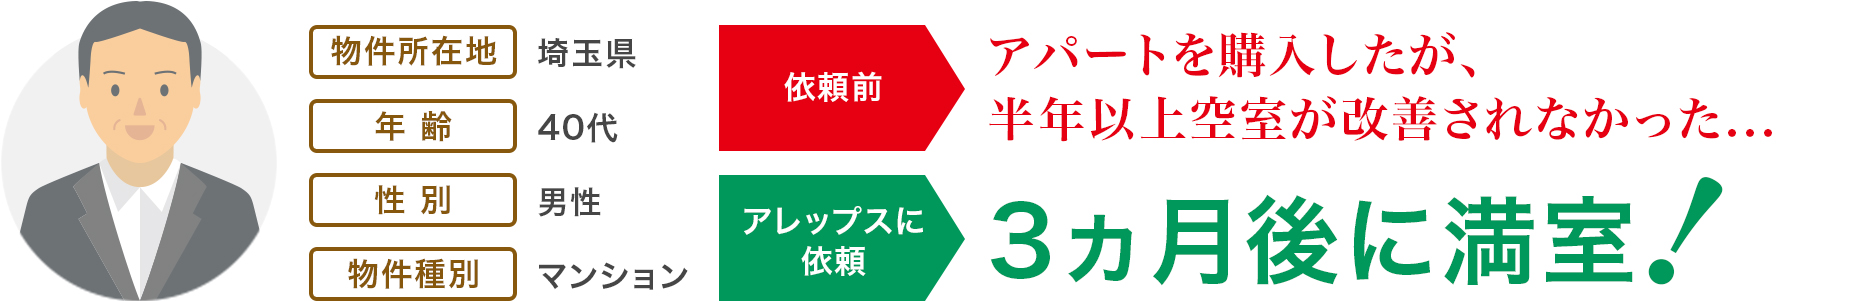 物件所在地 埼玉県
年齢 40代
性別 男性
物件種別 マンション
依頼前
アパートを購入したが、
半年以上空室が改善されなかった…
アレップスに
依頼
3ヵ月後に満室!